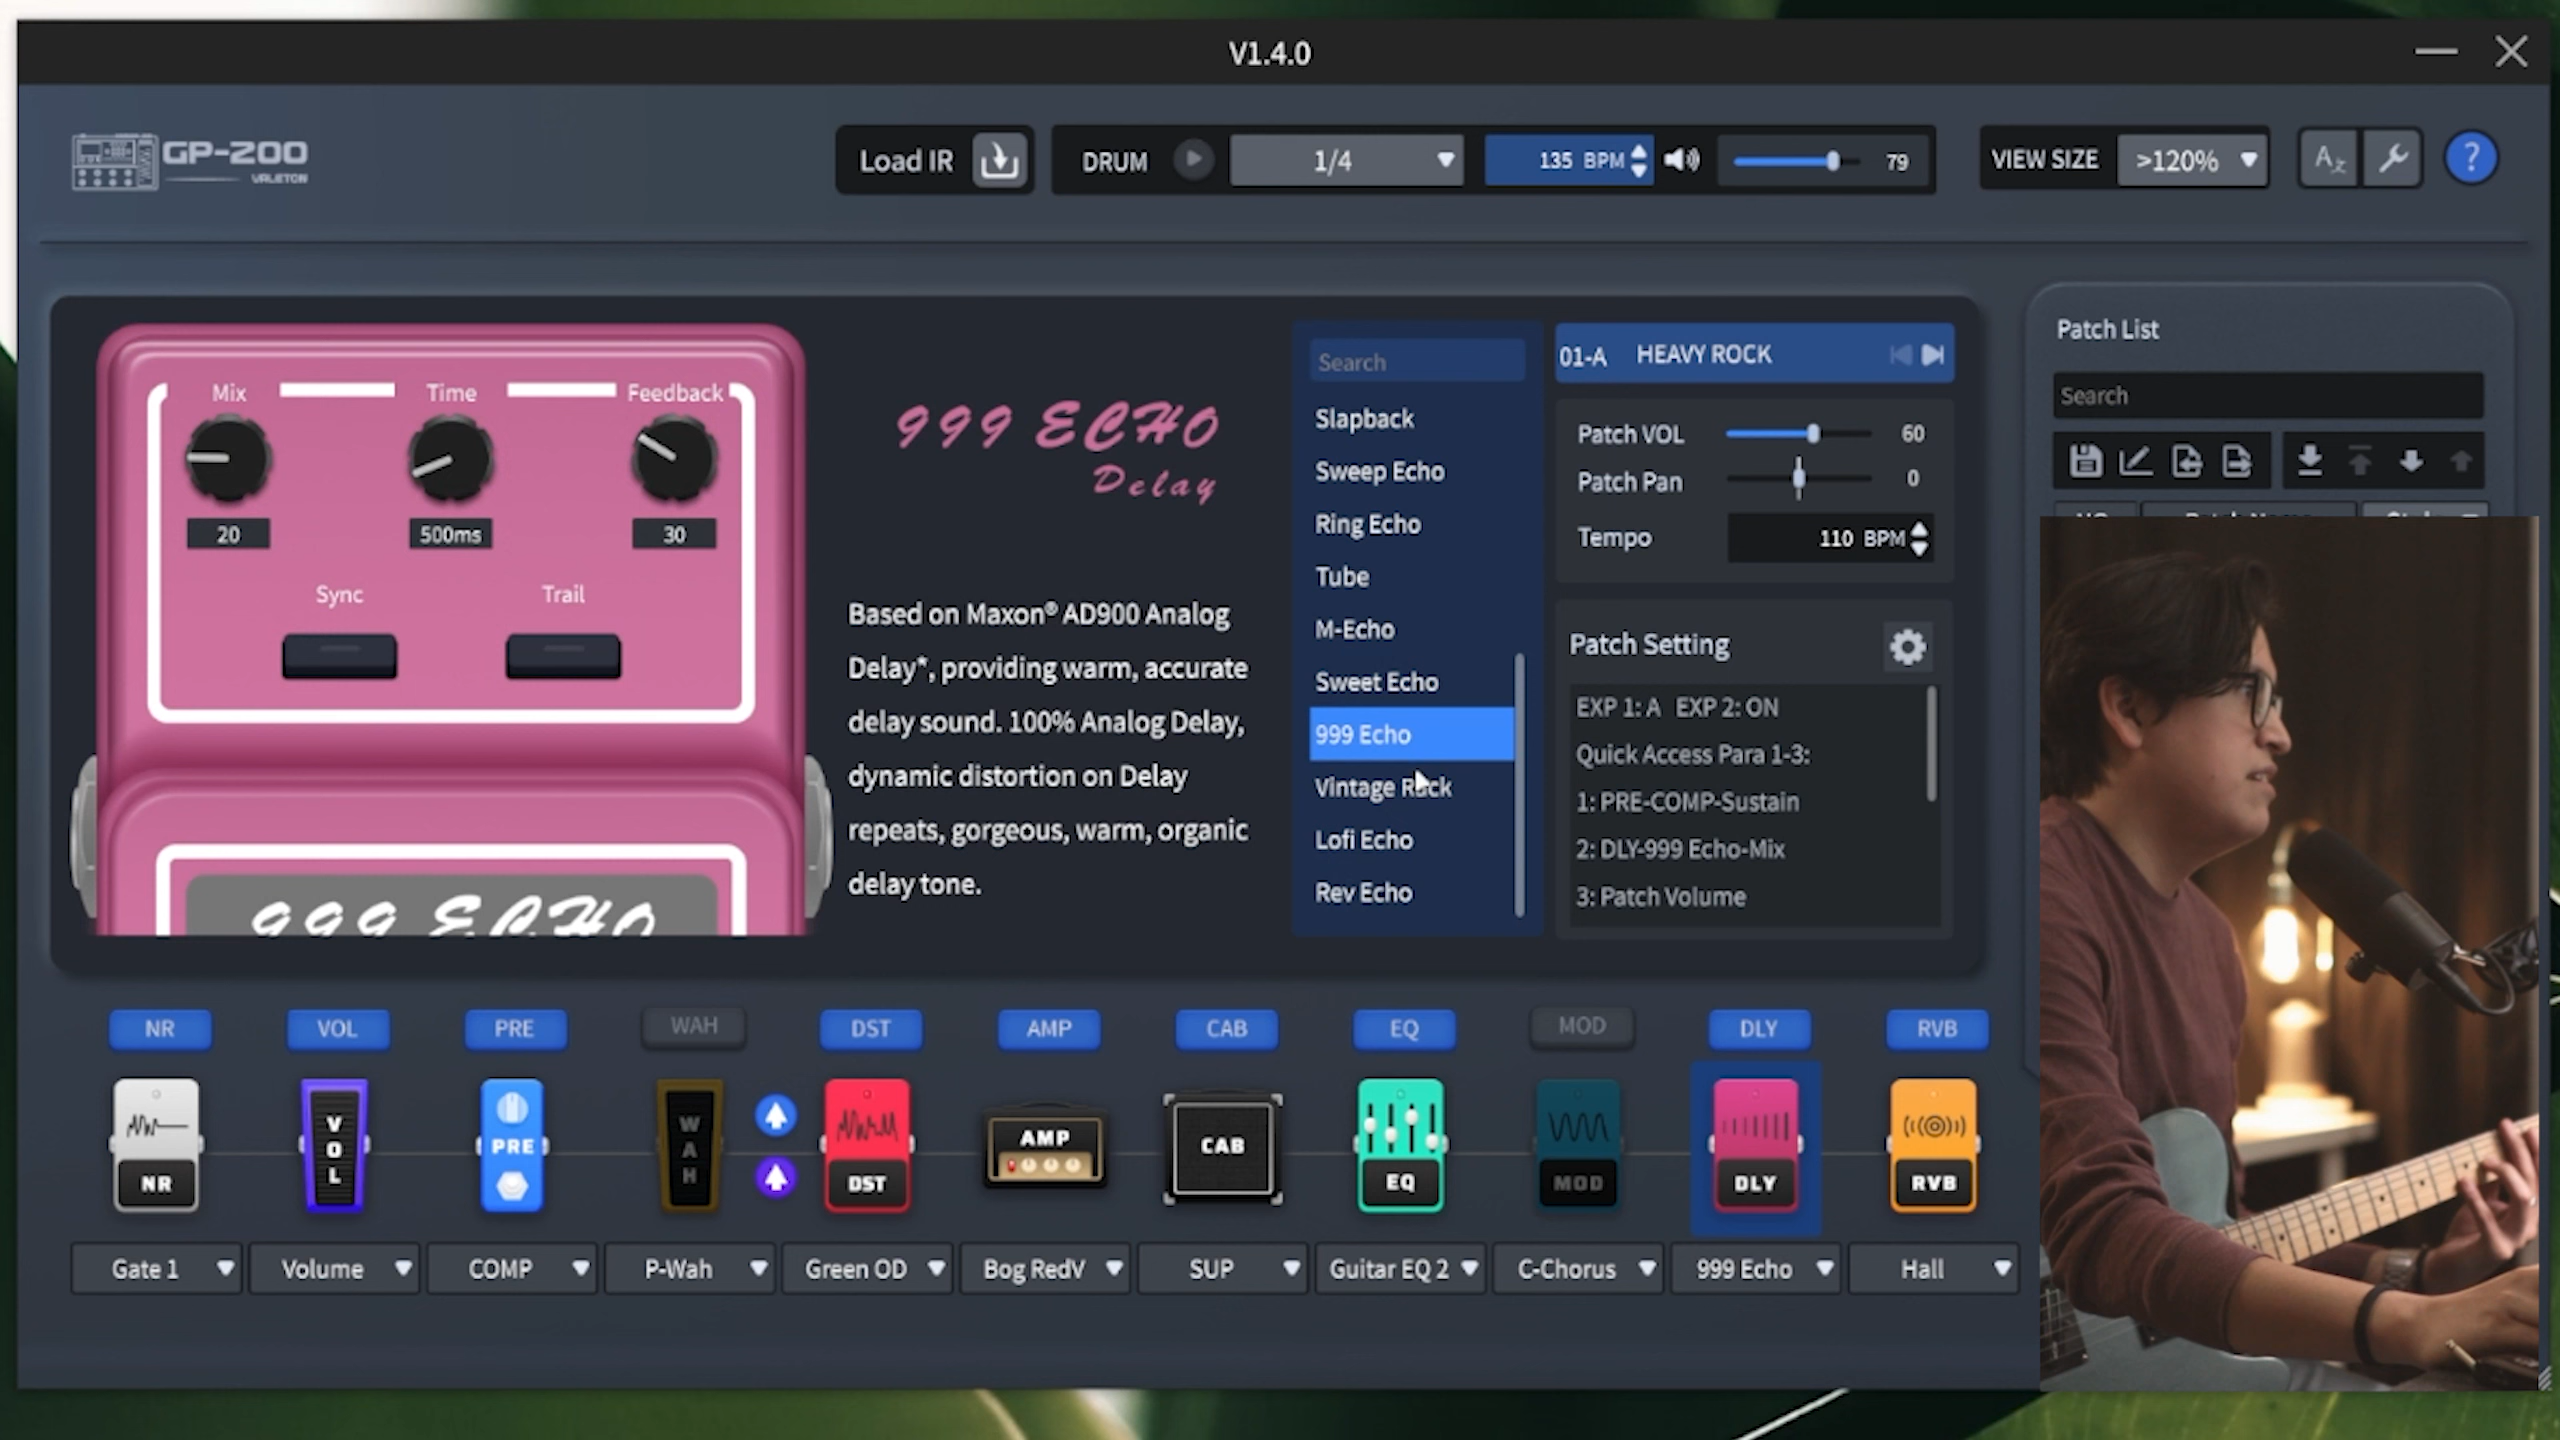 V1.4.0
GP-200
VALETON
Load IR
DRUM
1/4
135 BPM
79
VIEW SIZE
>120%
?
Mix
Time
Feedback
20
500ms
30
Sync
Trail
999 ECHO
999 ECHO
Delay
Based on Maxon® AD900 Analog
Delay*, providing warm, accurate
delay sound. 100% Analog Delay,
dynamic distortion on Delay
repeats, gorgeous, warm, organic
delay tone.
Search
Slapback
Sweep Echo
Ring Echo
Tube
M-Echo
Sweet Echo
999 Echo
Vintage Rack
Lofi Echo
Rev Echo
01-A HEAVY ROCK
Patch VOL 60
Patch Pan 0
Tempo 110 BPM
Patch Setting
EXP 1: A EXP 2: ON
Quick Access Para 1-3:
1: PRE-COMP-Sustain
2: DLY-999 Echo-Mix
3: Patch Volume
Patch List
Search
NR VOL PRE WAH DST AMP CAB EQ MOD DLY RVB
NR VOL PRE WAH DST AMP CAB EQ MOD DLY RVB
Gate 1 Volume COMP P-Wah Green OD Bog RedV SUP Guitar EQ 2 C-Chorus 999 Echo Hall